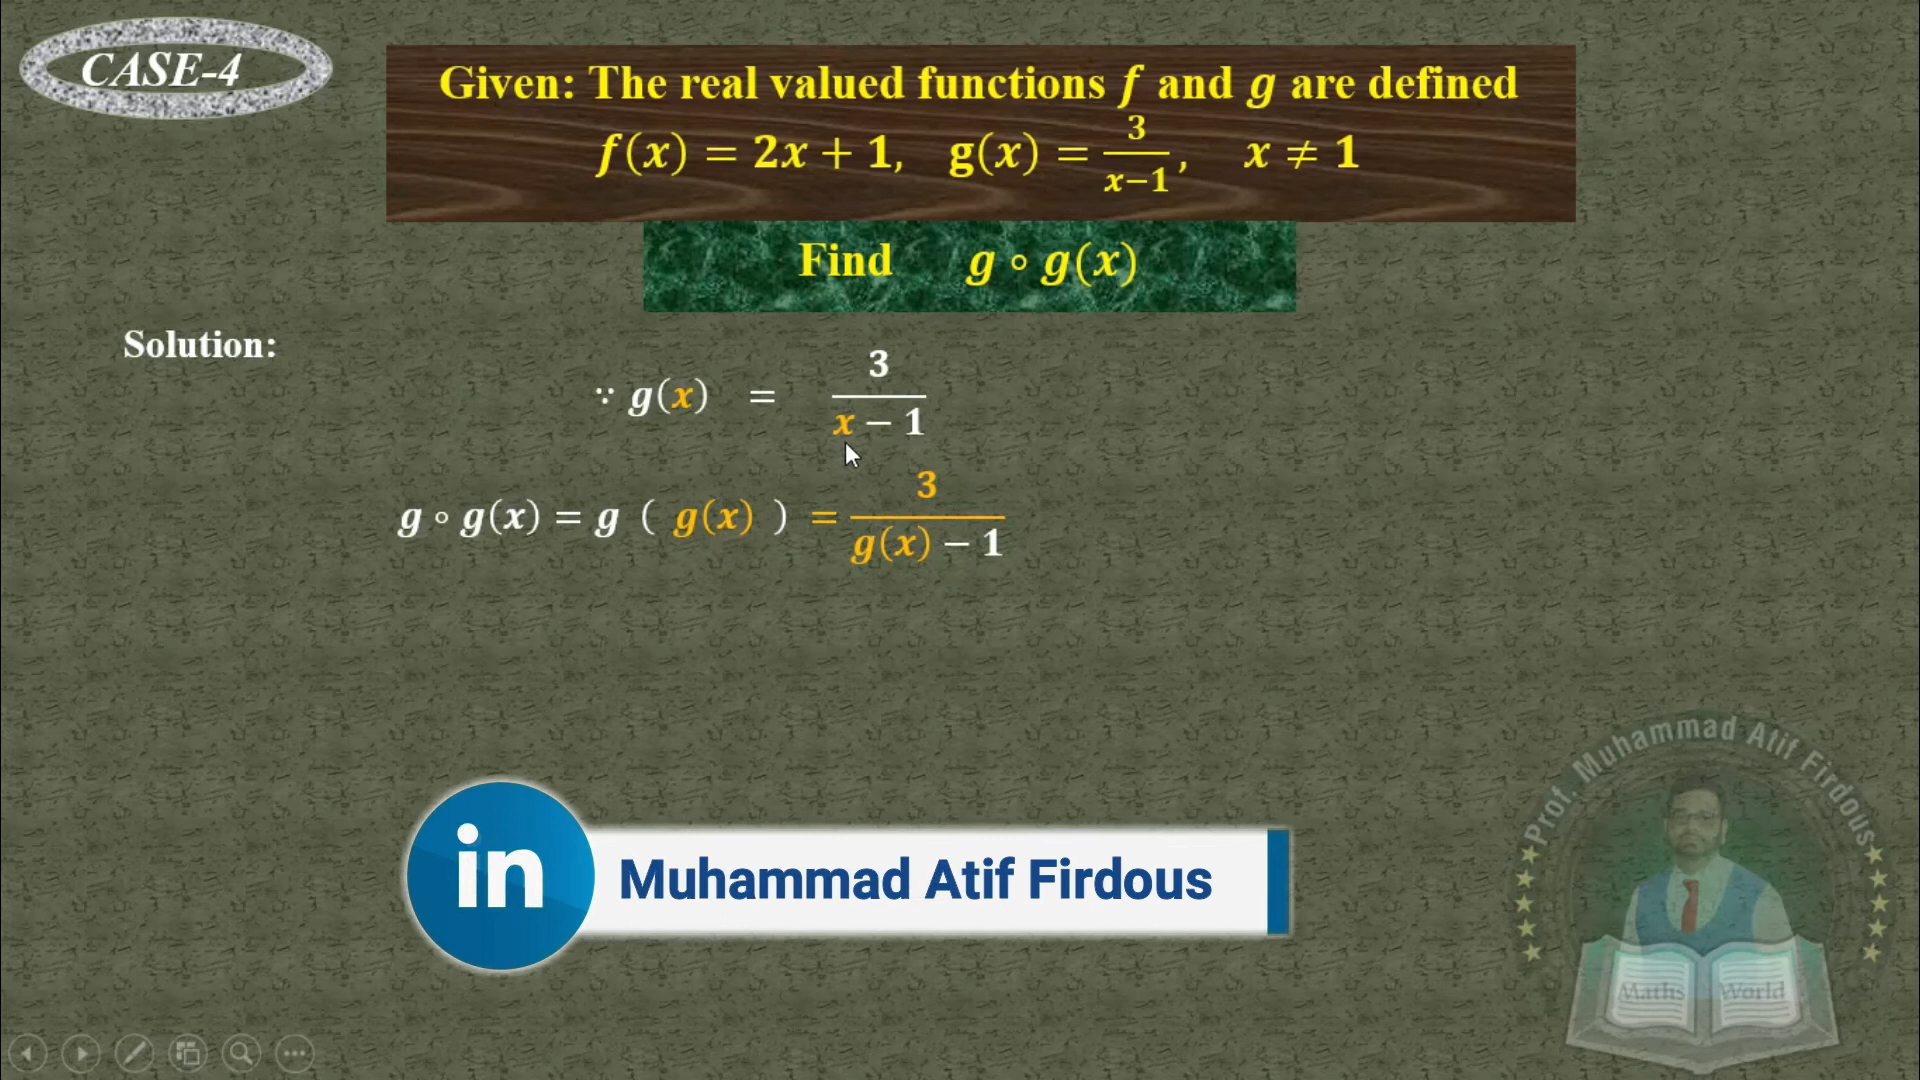 CASE-4
Given: The real valued functions f and g are defined
f(x) = 2x + 1, g(x) = 3/(x−1), x ≠ 1
Find g ∘ g(x)
Solution:
∵ g(x) = 3/(x − 1)
g ∘ g(x) = g ( g(x) ) = 3/(g(x) − 1)
in Muhammad Atif Firdous
Prof. Muhammad Atif Firdous
Maths World